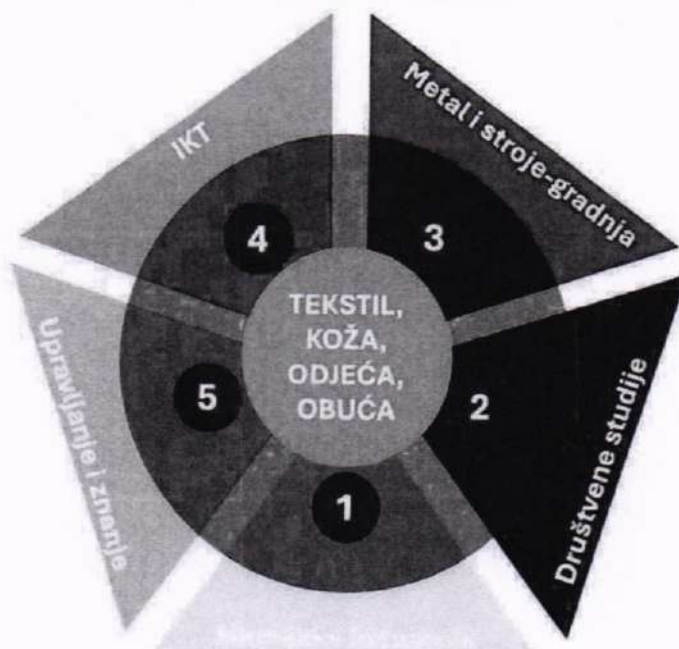 IKT
Metal i stroje-gradnja
4
3
TEKSTIL,
KOŽA,
ODJEĆA,
OBUĆA
Upravljanje i znanje
5
2
Društvene studije
1